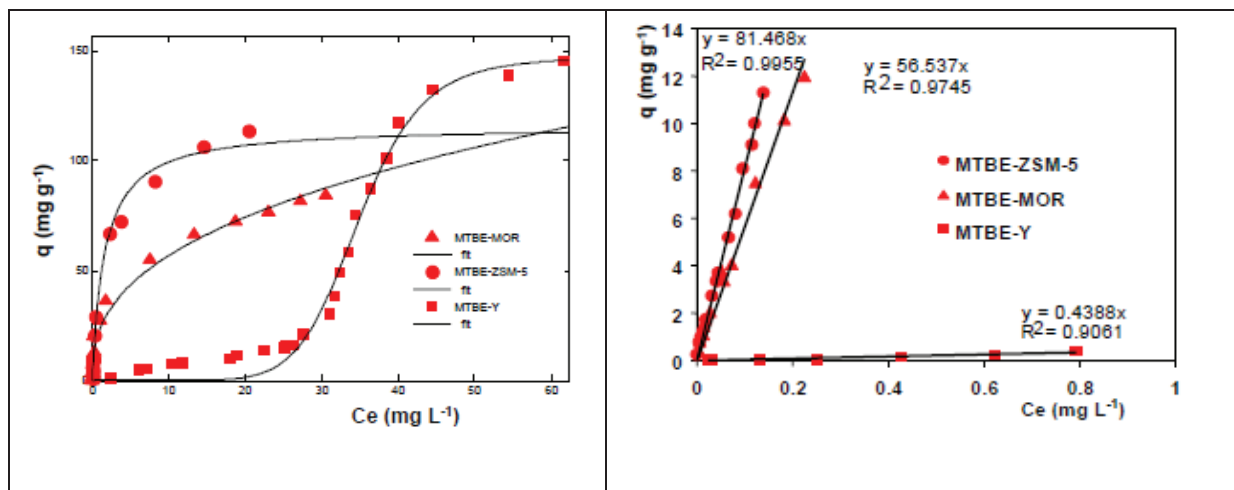 150
100
50
0
q (mg g-1)
MTBE-MOR
fit
MTBE-ZSM-5
fit
MTBE-Y
fit
0 10 20 30 40 50 60
Ce (mg L-1)
14
12
10
8
6
4
2
0
q (mg g-1)
y = 81.468x
R2 = 0.9955
y = 56.537x
R2 = 0.9745
MTBE-ZSM-5
MTBE-MOR
MTBE-Y
y = 0.4388x
R2 = 0.9061
0 0.2 0.4 0.6 0.8 1
Ce (mg L-1)